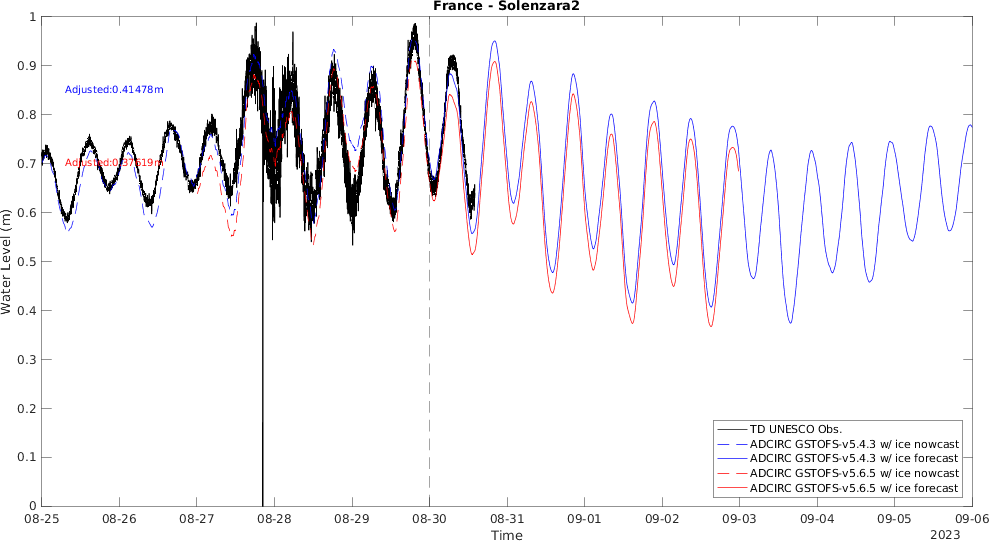 France - Solenzara2
1
0.9
0.8
0.7
0.6
0.5
0.4
0.3
0.2
0.1
0
Water Level (m)
Adjusted:0.41478m
Adjusted:0.37619m
TD UNESCO Obs.
ADCIRC GSTOFS-v5.4.3 w/ ice nowcast
ADCIRC GSTOFS-v5.4.3 w/ ice forecast
ADCIRC GSTOFS-v5.6.5 w/ ice nowcast
ADCIRC GSTOFS-v5.6.5 w/ ice forecast
08-25 08-26 08-27 08-28 08-29 08-30 08-31 09-01 09-02 09-03 09-04 09-05 09-06
Time
2023